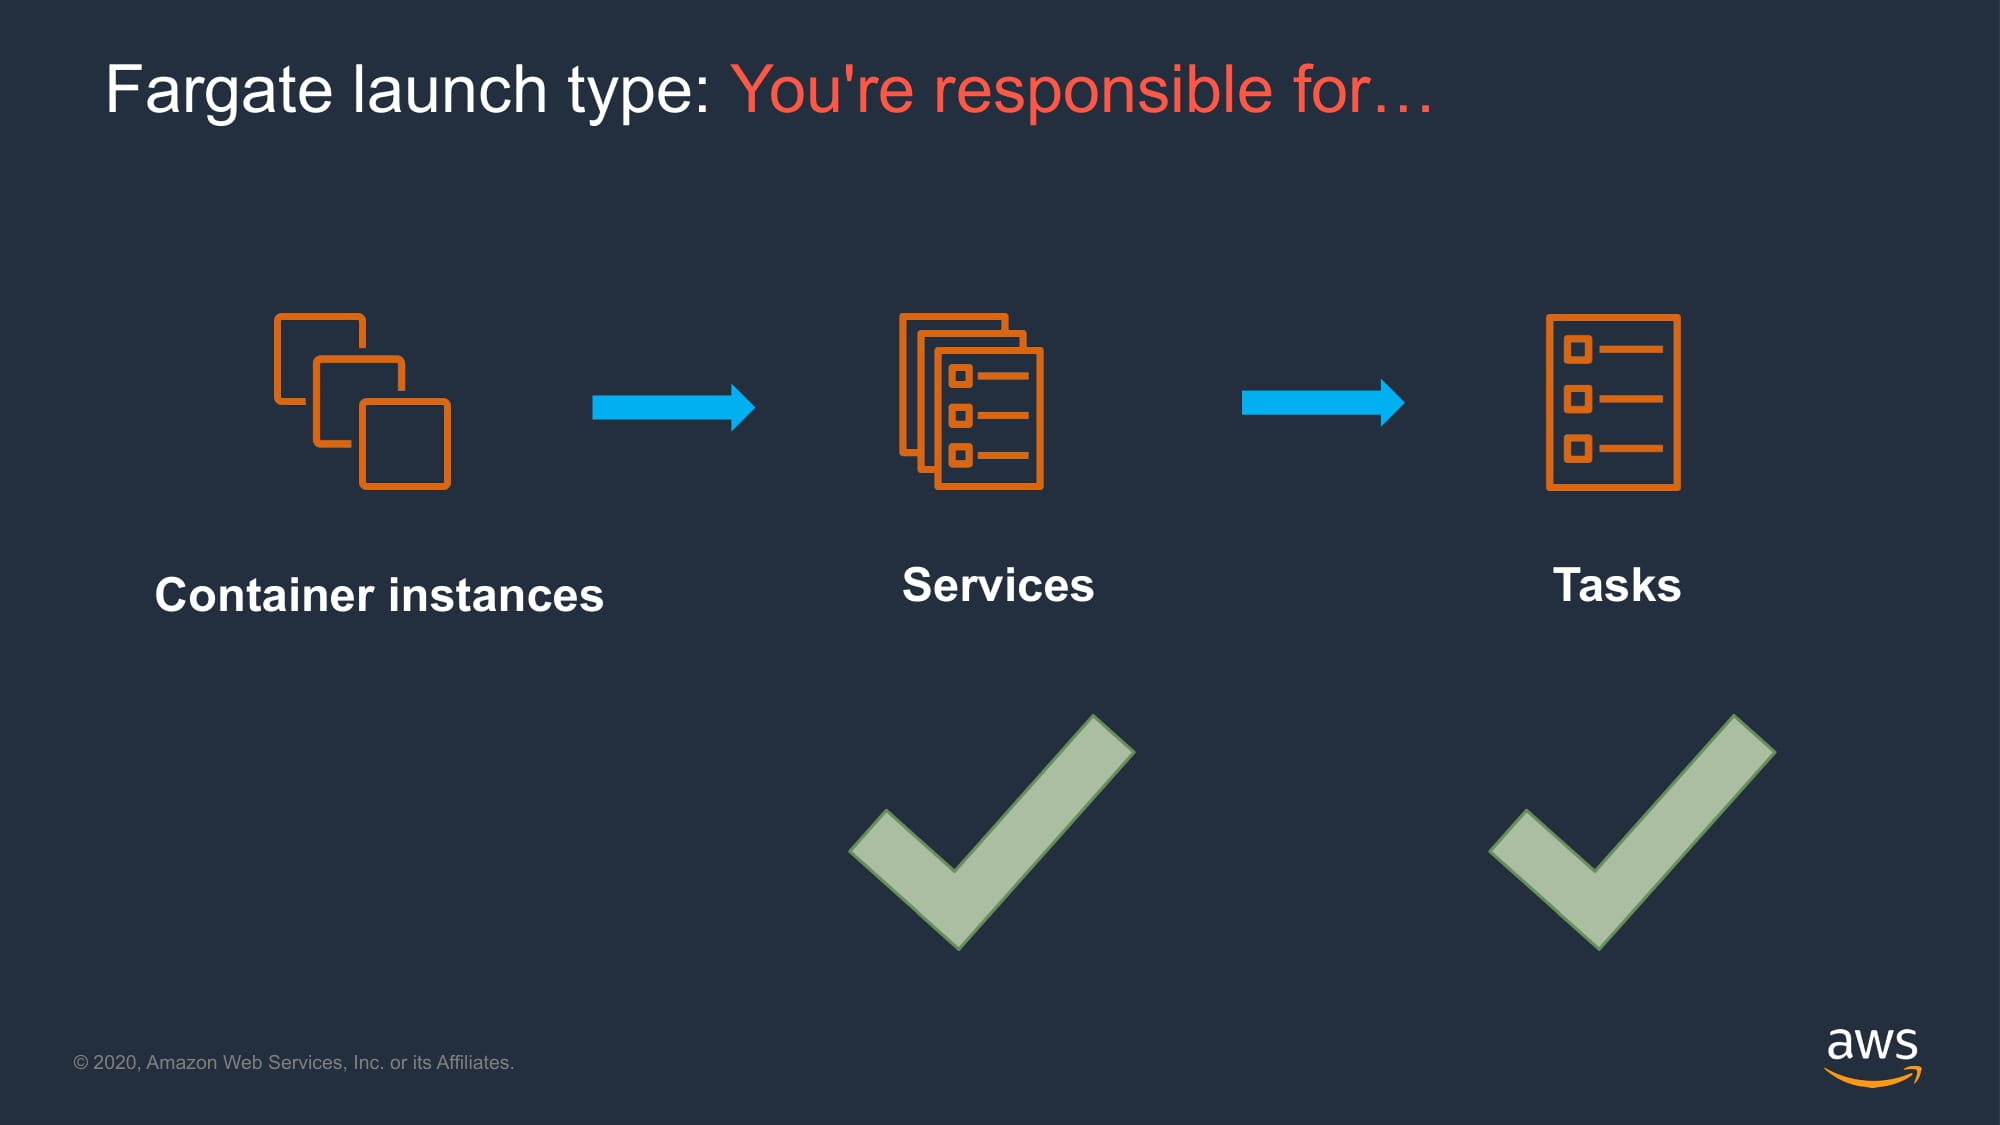 Fargate launch type: You're responsible for…
Container instances
Services
Tasks
© 2020, Amazon Web Services, Inc. or its Affiliates.
aws